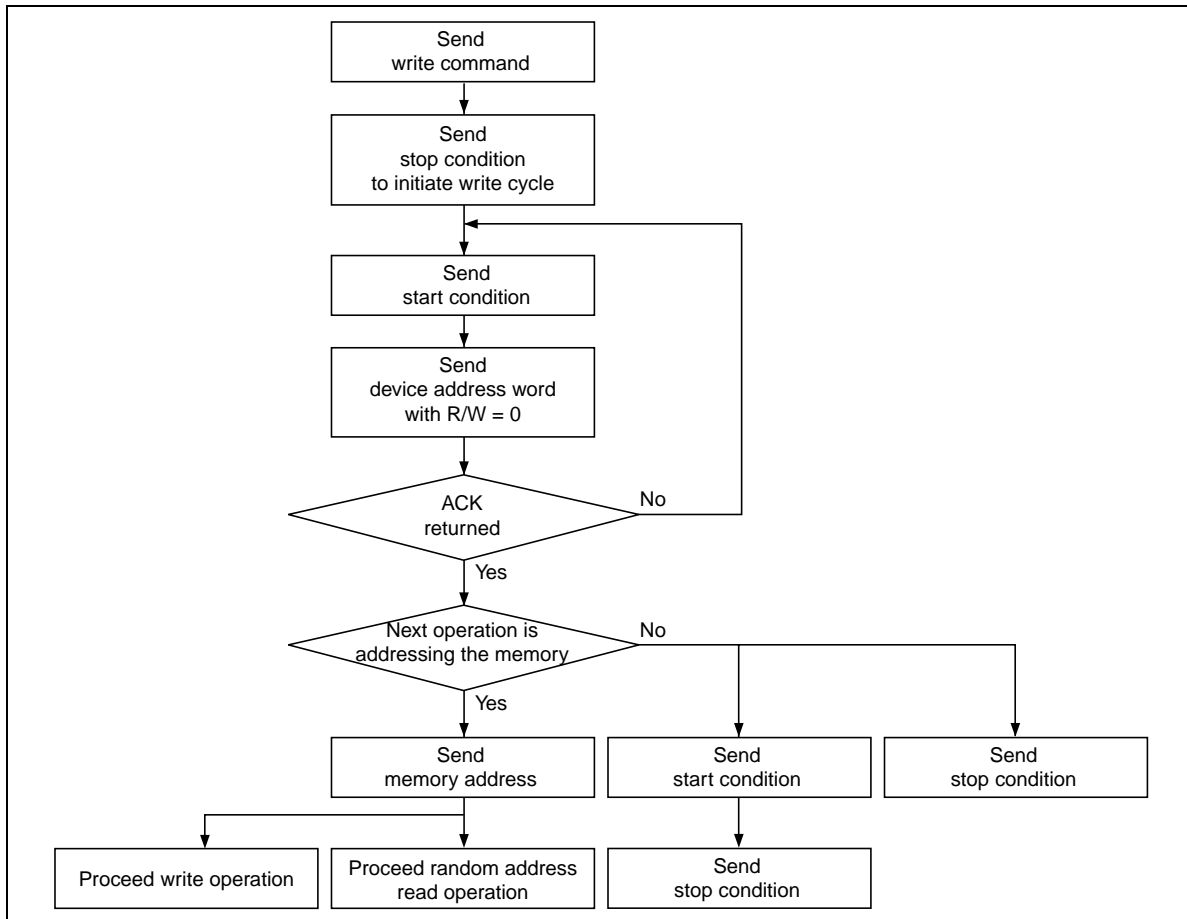 Send
write command
Send
stop condition
to initiate write cycle
Send
start condition
Send
device address word
with R/W = 0
ACK
returned
No
Yes
Next operation is
addressing the memory
No
Yes
Send
memory address
Send
start condition
Send
stop condition
Proceed write operation
Proceed random address
read operation
Send
stop condition